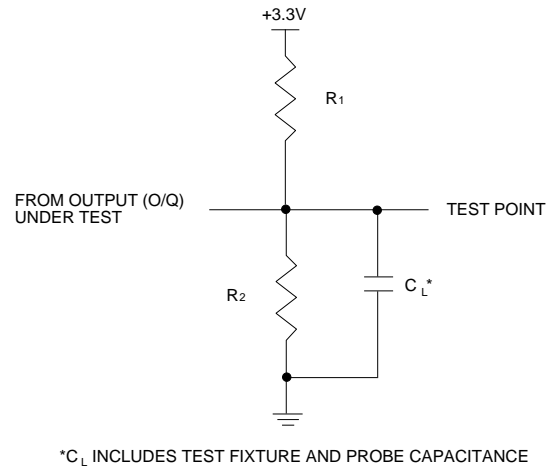 +3.3V
R1
FROM OUTPUT (O/Q)
UNDER TEST
TEST POINT
R2
CL*
*CL INCLUDES TEST FIXTURE AND PROBE CAPACITANCE